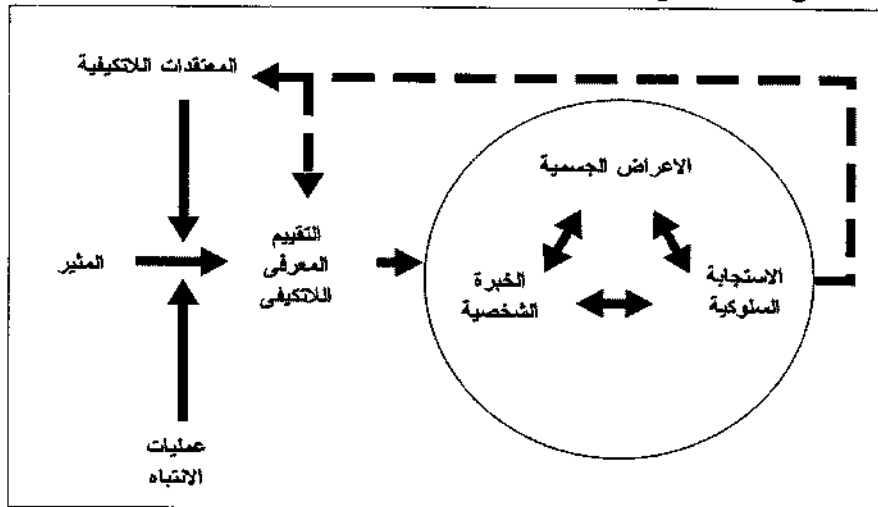 المعتقدات اللاتكيفية
الاعراض الجسمية
المثير
التقييم
المعرفى
اللاتكيفى
الخبرة
الشخصية
الاستجابة
السلوكية
عمليات
الانتباه